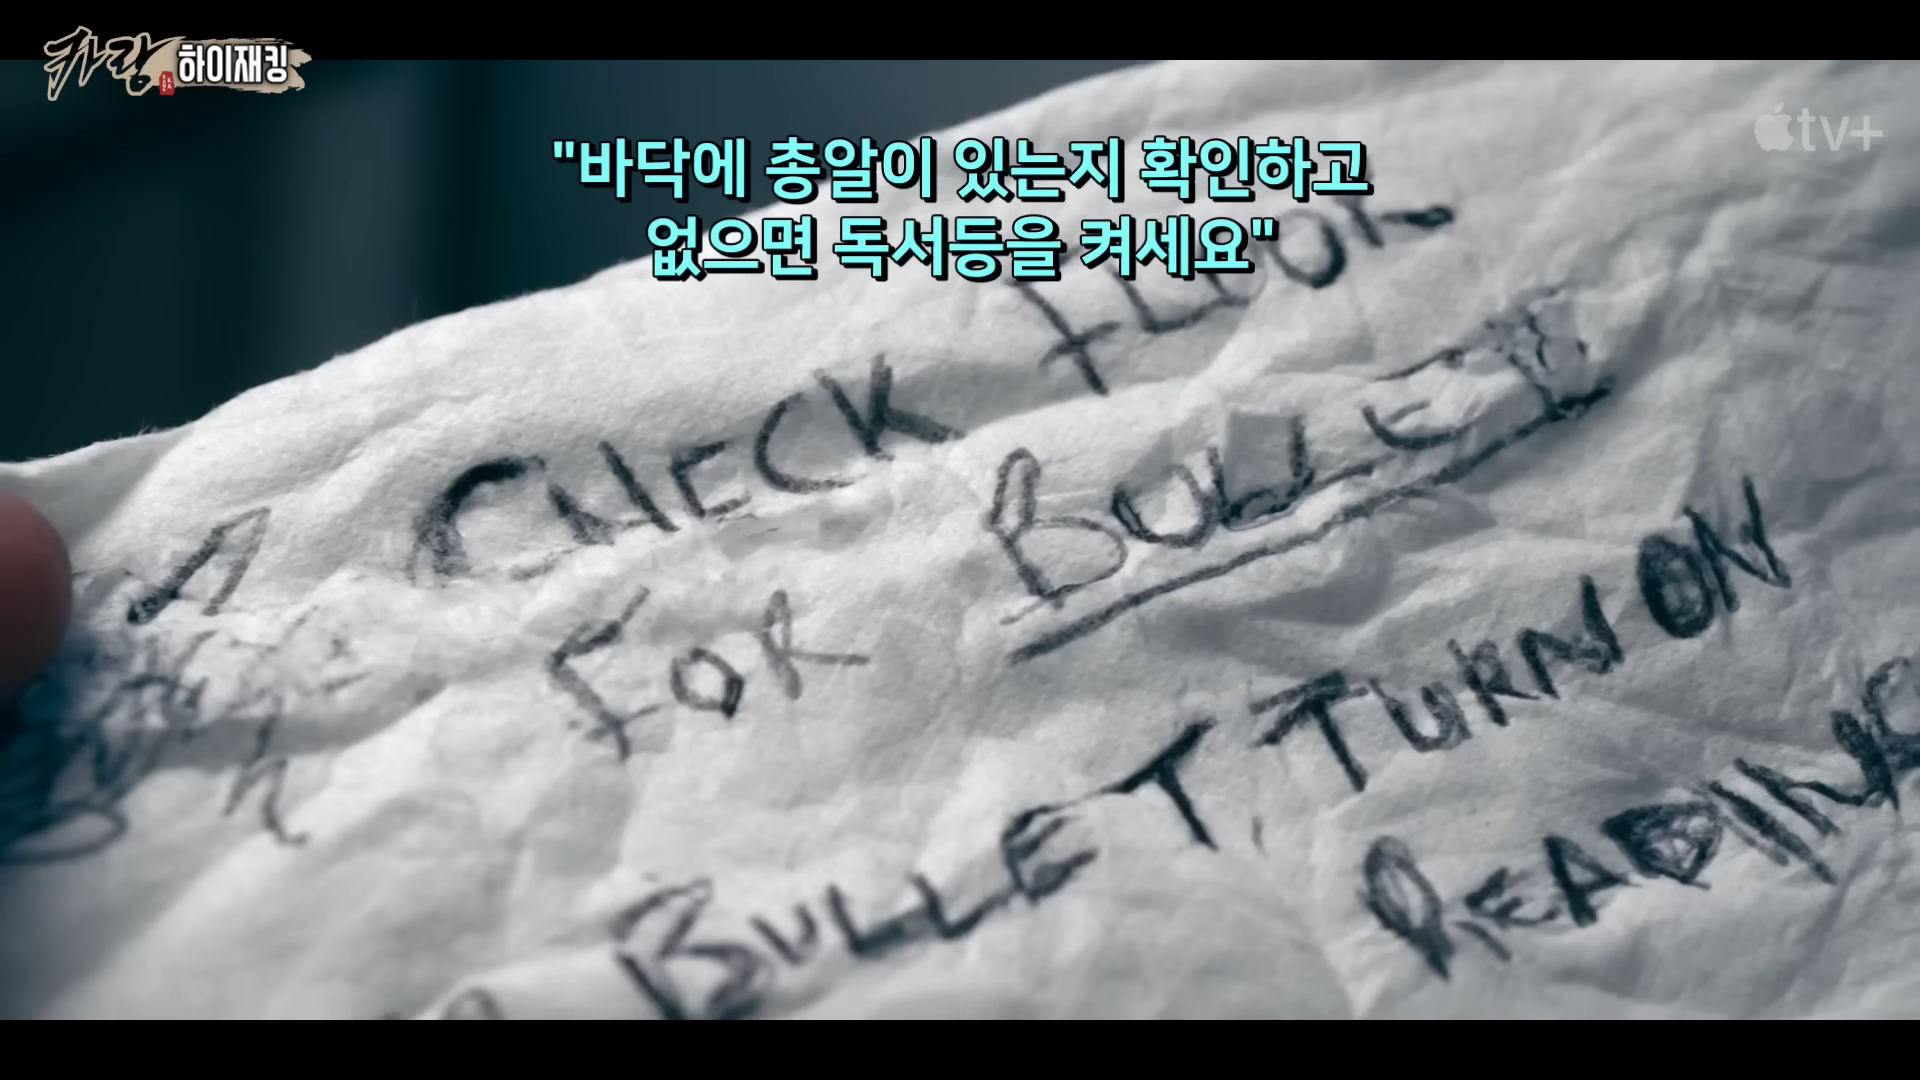 카랑 하이재킹
tv+
"바닥에 총알이 있는지 확인하고
없으면 독서등을 켜세요"
CHECK FLOOR
FOR BULLET
BULLET, TURN ON
READING